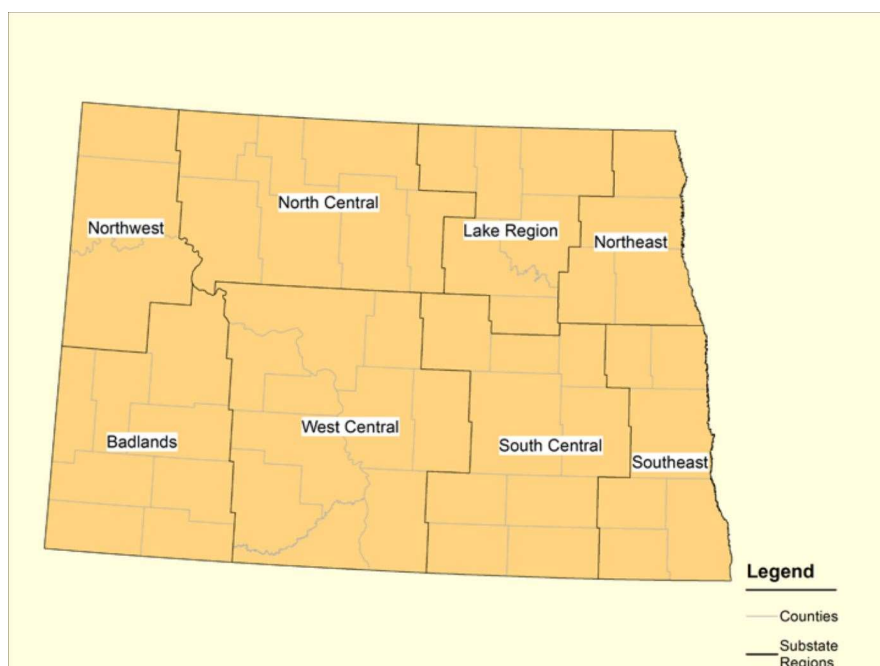 North Central
Northwest
Lake Region
Northeast
West Central
Badlands
South Central
Southeast
Legend
Counties
Substate
Regions